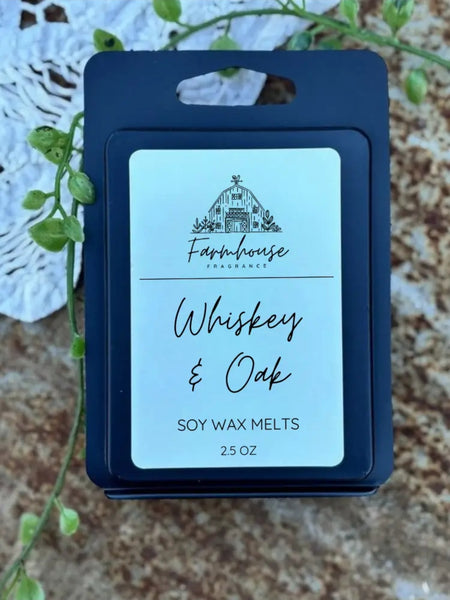 Farmhouse
FRAGRANCE
Whiskey
& Oak
SOY WAX MELTS
2.5 OZ